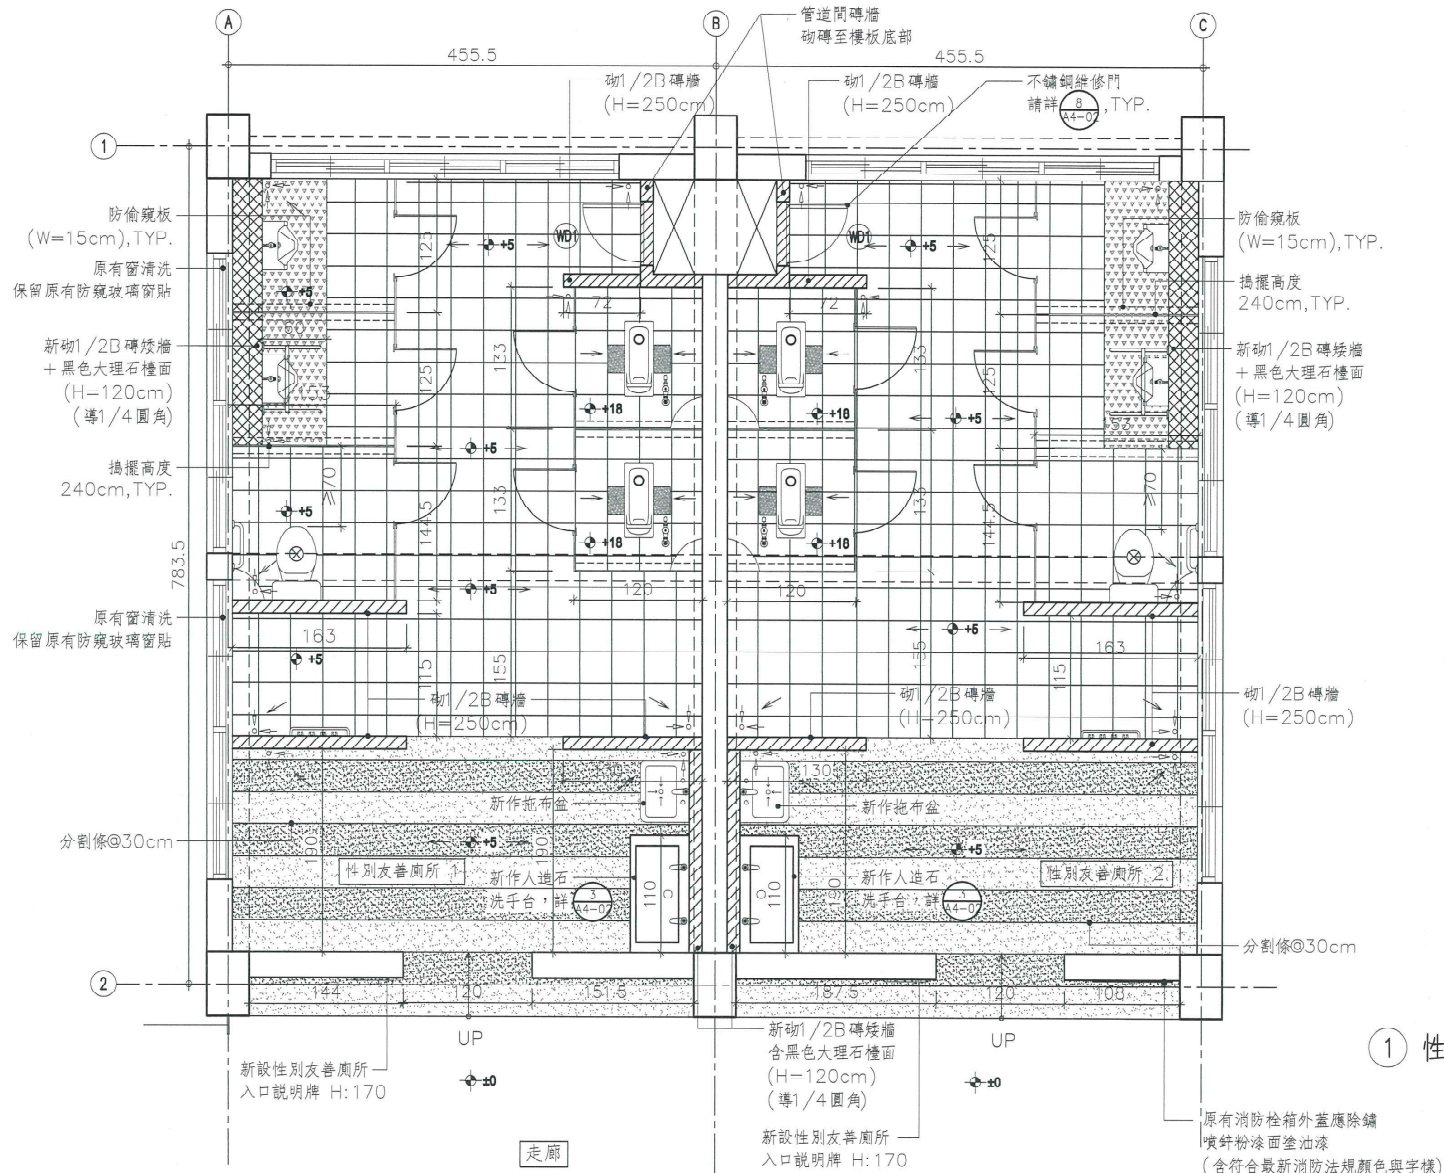 A
B
C
管道間磚牆
砌磚至樓板底部
455.5
455.5
砌1/2B磚牆
(H=250cm)
砌1/2B磚牆
(H=250cm)
不鏽鋼維修門
請詳
8
A4-02
,TYP.
1
防偷窺板
(W=15cm),TYP.
原有窗清洗
保留原有防窺玻璃窗貼
新砌1/2B磚矮牆
+黑色大理石檯面
(H=120cm)
(導1/4圓角)
搗擺高度
240cm,TYP.
防偷窺板
(W=15cm),TYP.
搗擺高度
240cm,TYP.
新砌1/2B磚矮牆
+黑色大理石檯面
(H=120cm)
(導1/4圓角)
WD1
WD1
125
+5
+5
125
+5
72
72
60
133
133
125
153
125
+18
+18
+5
63
+5
≥70
≥70
133
133
144.5
144.5
+5
+18
+18
783.5
+5
120
120
原有窗清洗
保留原有防窺玻璃窗貼
163
+5
+5
155
115
155
115
163
砌1/2B磚牆
(H=250cm)
砌1/2B磚牆
(H=250cm)
砌1/2B磚牆
(H=250cm)
130
130
新作拖布盆
新作拖布盆
分割條@30cm
190
+5
190
+5
190
性別友善廁所 1
性別友善廁所 2
新作人造石
洗手台,詳
3
A4-02
110
110
新作人造石
洗手台,詳
3
A4-02
分割條@30cm
2
144
120
151.5
187.5
120
108
UP
UP
新設性別友善廁所
入口說明牌 H:170
±0
±0
新砌1/2B磚矮牆
含黑色大理石檯面
(H=120cm)
(導1/4圓角)
新設性別友善廁所
入口說明牌 H:170
走廊
1 性
原有消防栓箱外蓋應除鏽
噴鋅粉漆面塗油漆
(含符合最新消防法規顏色與字樣)